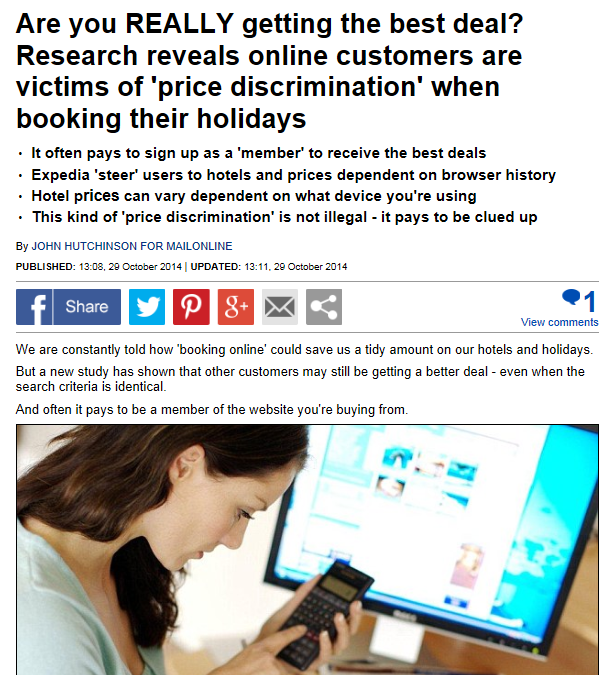 Are you REALLY getting the best deal?
Research reveals online customers are
victims of 'price discrimination' when
booking their holidays
· It often pays to sign up as a 'member' to receive the best deals
· Expedia 'steer' users to hotels and prices dependent on browser history
· Hotel prices can vary dependent on what device you're using
· This kind of 'price discrimination' is not illegal - it pays to be clued up
By JOHN HUTCHINSON FOR MAILONLINE
PUBLISHED: 13:08, 29 October 2014 | UPDATED: 13:11, 29 October 2014
f Share g+ 1
View comments
We are constantly told how 'booking online' could save us a tidy amount on our hotels and holidays.
But a new study has shown that other customers may still be getting a better deal - even when the
search criteria is identical.
And often it pays to be a member of the website you're buying from.